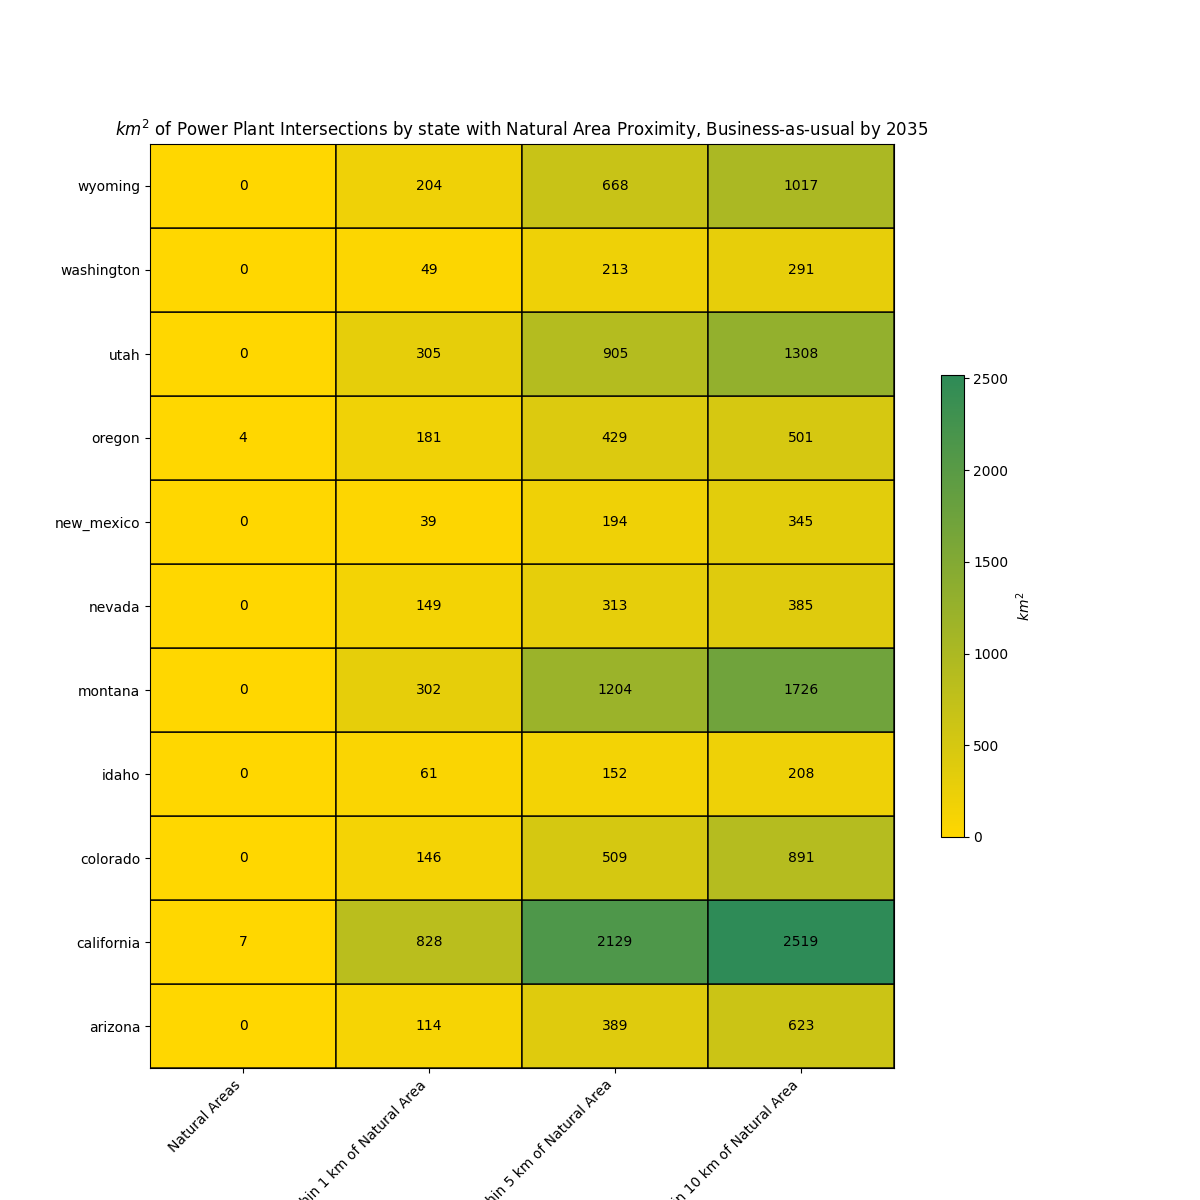 km² of Power Plant Intersections by state with Natural Area Proximity, Business-as-usual by 2035
wyoming 0 204 668 1017
washington 0 49 213 291
utah 0 305 905 1308
oregon 4 181 429 501
new_mexico 0 39 194 345
nevada 0 149 313 385
montana 0 302 1204 1726
idaho 0 61 152 208
colorado 0 146 509 891
california 7 828 2129 2519
arizona 0 114 389 623
Natural Areas
1 km of Natural Area
5 km of Natural Area
10 km of Natural Area
2500
2000
1500
1000
500
0
km²